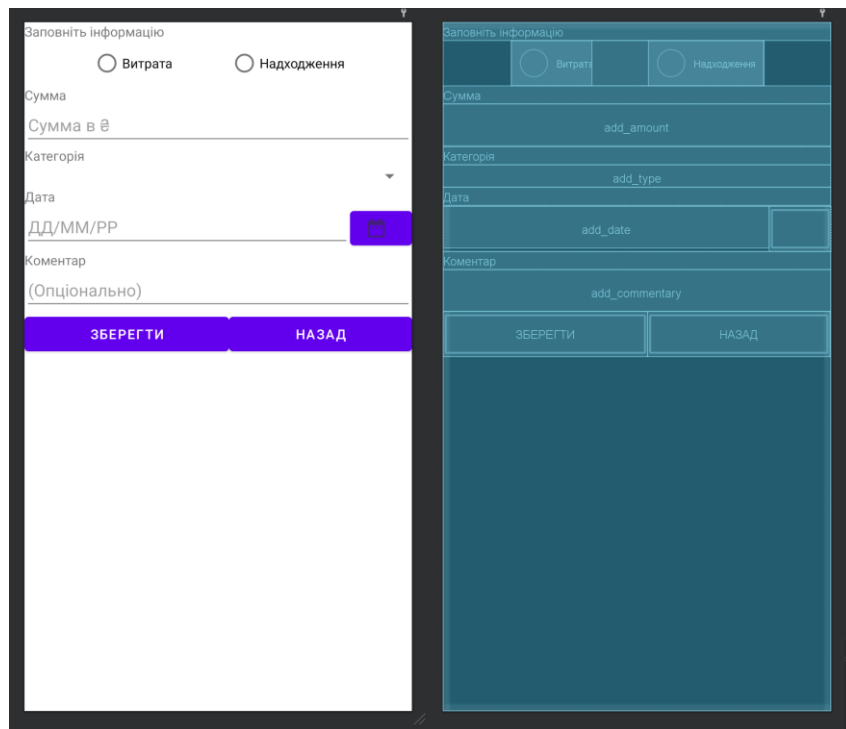 Заповніть інформацію
Витрата
Надходження
Сумма
Сумма в ₴
Категорія
Дата
ДД/ММ/РР
Коментар
(Опціонально)
ЗБЕРЕГТИ
НАЗАД
Заповніть інформацію
Витрата
Надходження
Сумма
add_amount
Категорія
add_type
Дата
add_date
Коментар
add_commentary
ЗБЕРЕГТИ
НАЗАД